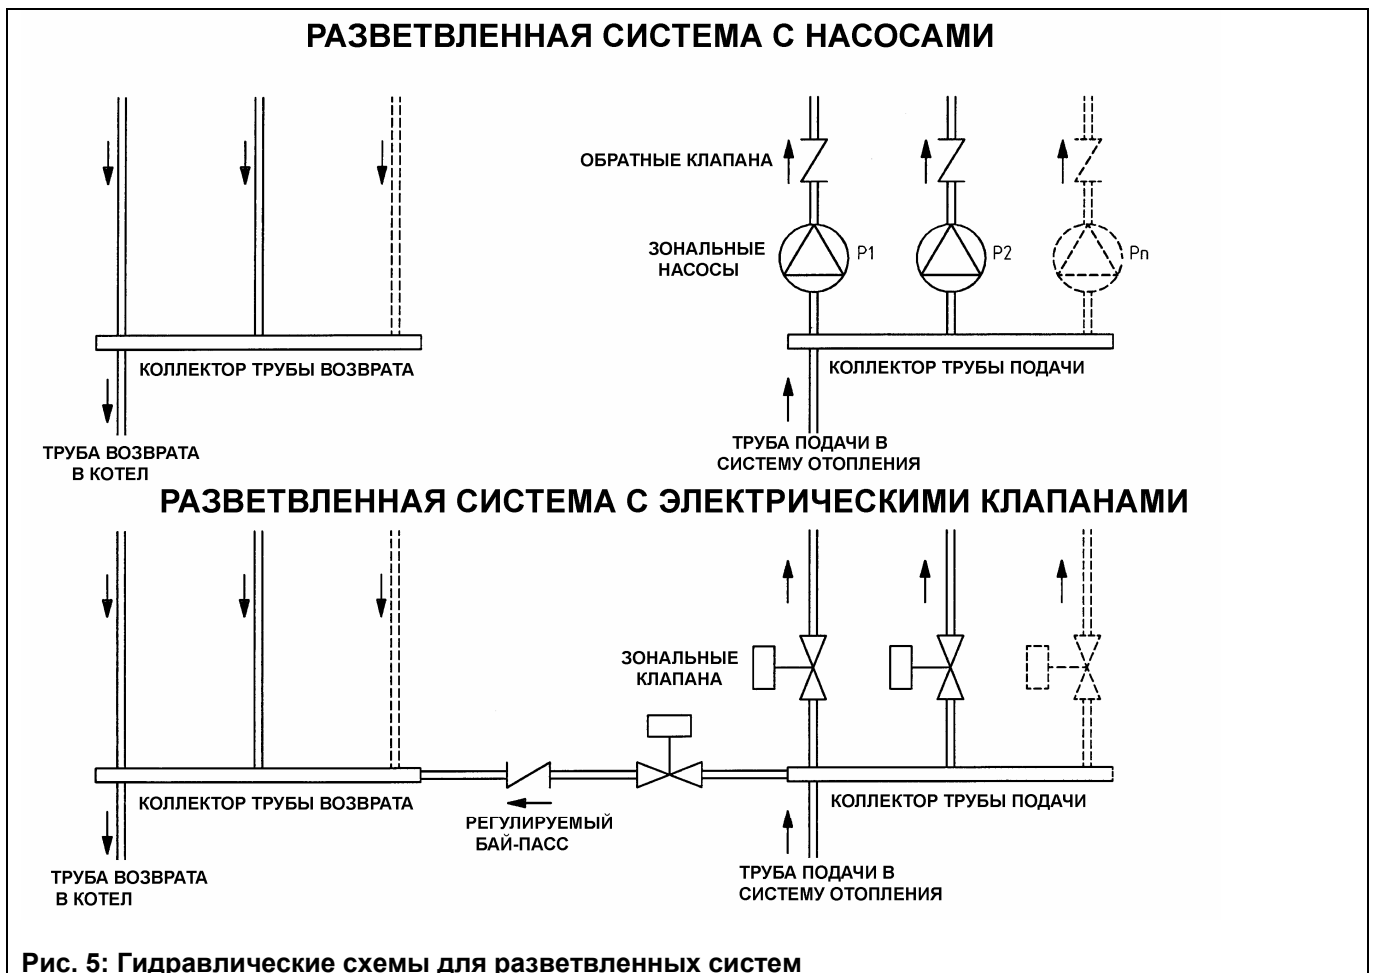 РАЗВЕТВЛЕННАЯ СИСТЕМА С НАСОСАМИ
ОБРАТНЫЕ КЛАПАНА
ЗОНАЛЬНЫЕ
НАСОСЫ
P1
P2
Pn
КОЛЛЕКТОР ТРУБЫ ВОЗВРАТА
КОЛЛЕКТОР ТРУБЫ ПОДАЧИ
ТРУБА ВОЗВРАТА
В КОТЕЛ
ТРУБА ПОДАЧИ В
СИСТЕМУ ОТОПЛЕНИЯ
РАЗВЕТВЛЕННАЯ СИСТЕМА С ЭЛЕКТРИЧЕСКИМИ КЛАПАНАМИ
ЗОНАЛЬНЫЕ
КЛАПАНА
КОЛЛЕКТОР ТРУБЫ ВОЗВРАТА
КОЛЛЕКТОР ТРУБЫ ПОДАЧИ
РЕГУЛИРУЕМЫЙ
БАЙ-ПАСС
ТРУБА ВОЗВРАТА
В КОТЕЛ
ТРУБА ПОДАЧИ В
СИСТЕМУ ОТОПЛЕНИЯ
Рис. 5: Гидравлические схемы для разветвленных систем